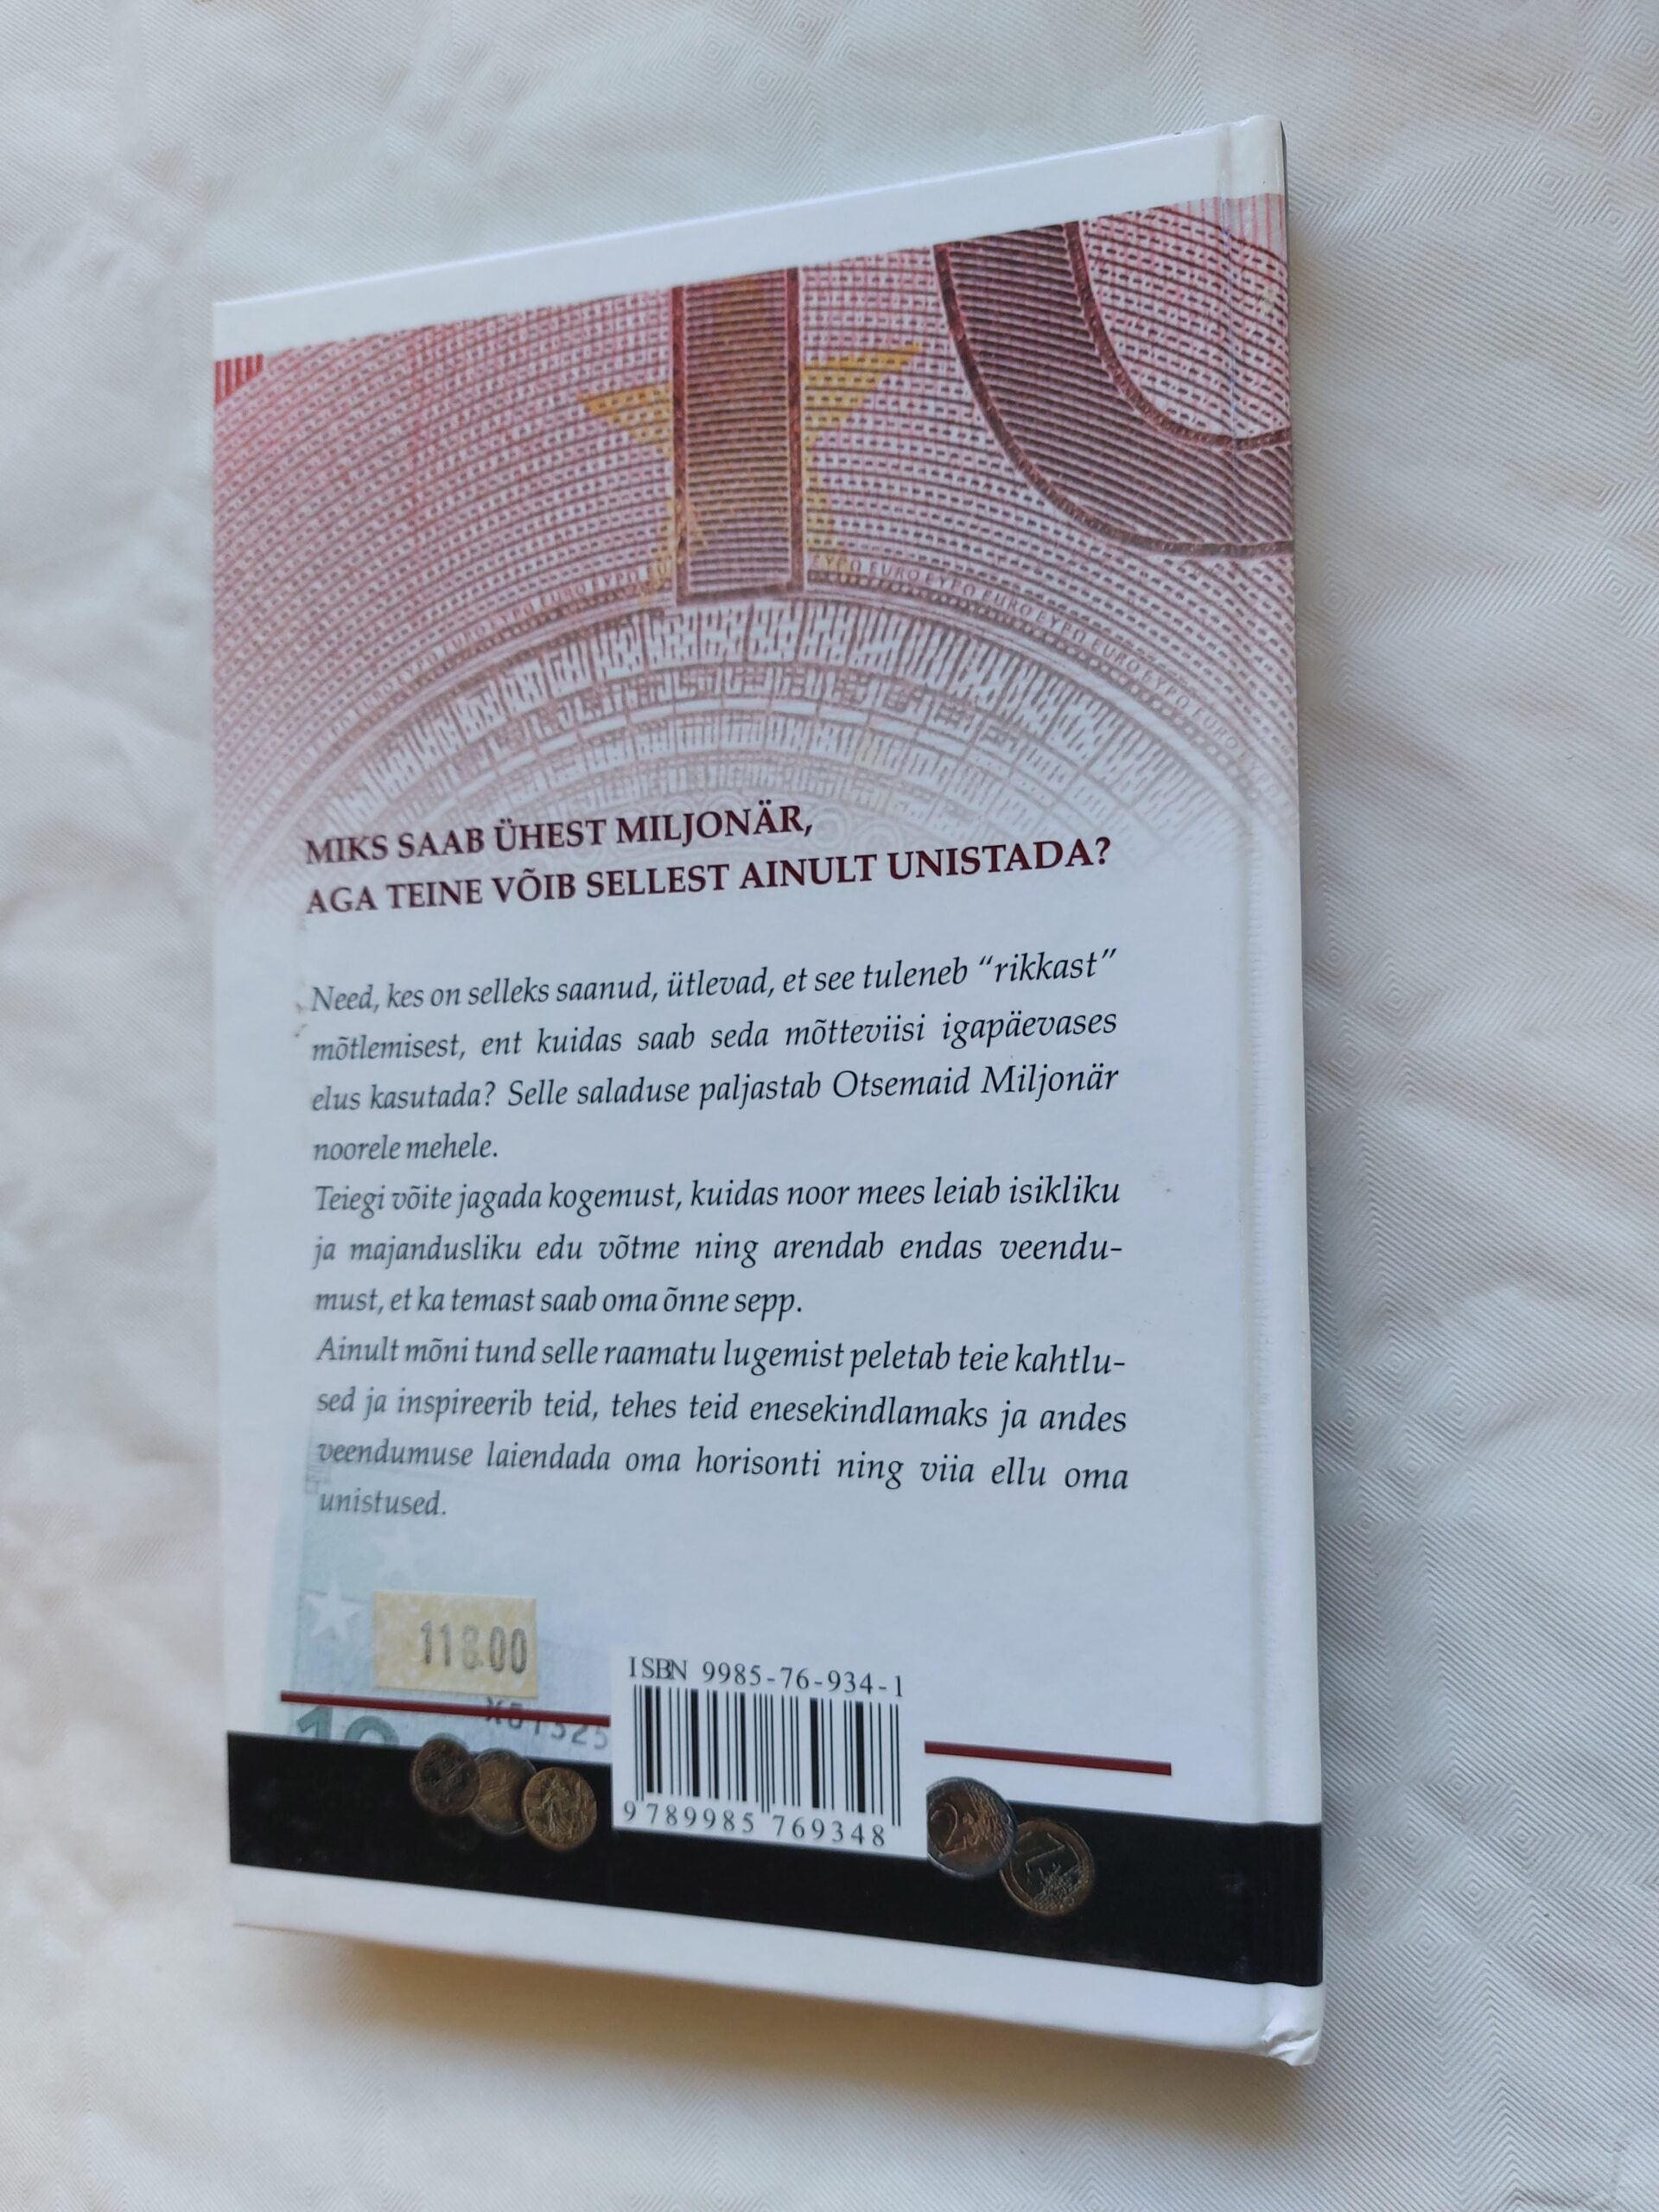 MIKS SAAB ÜHEST MILJONÄR,
AGA TEINE VÕIB SELLEST AINULT UNISTADA?
Need, kes on selleks saanud, ütlevad, et see tuleneb “rikkast”
mõtlemisest, ent kuidas saab seda mõtteviisi igapäevases
elus kasutada? Selle saladuse paljastab Otsemaid Miljonär
noorele mehele.
Teiegi võite jagada kogemust, kuidas noor mees leiab isikliku
ja majandusliku edu võtme ning arendab endas veendu-
must, et ka temast saab oma õnne sepp.
Ainult mõni tund selle raamatu lugemist peletab teie kahtlu-
sed ja inspireerib teid, tehes teid enesekindlamaks ja andes
veendumuse laiendada oma horisonti ning viia ellu oma
unistused.
118.00
ISBN 9985-76-934-1
9 789985 769348